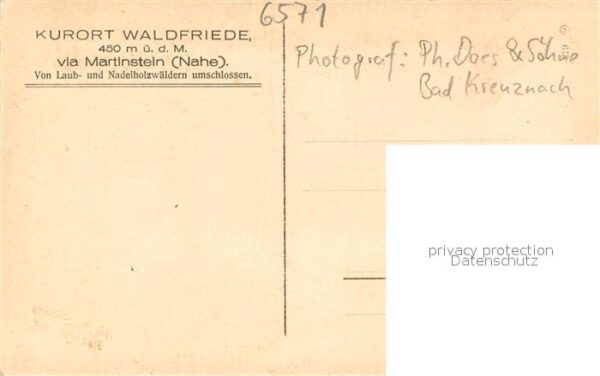 6571
KURORT WALDFRIEDE,
450 m ü. d. M.
via Martinstein (Nahe).
Von Laub- und Nadelholzwäldern umschlossen.
Photograf: Ph. Does & Söhne
Bad Kreuznach
privacy protection
Datenschutz